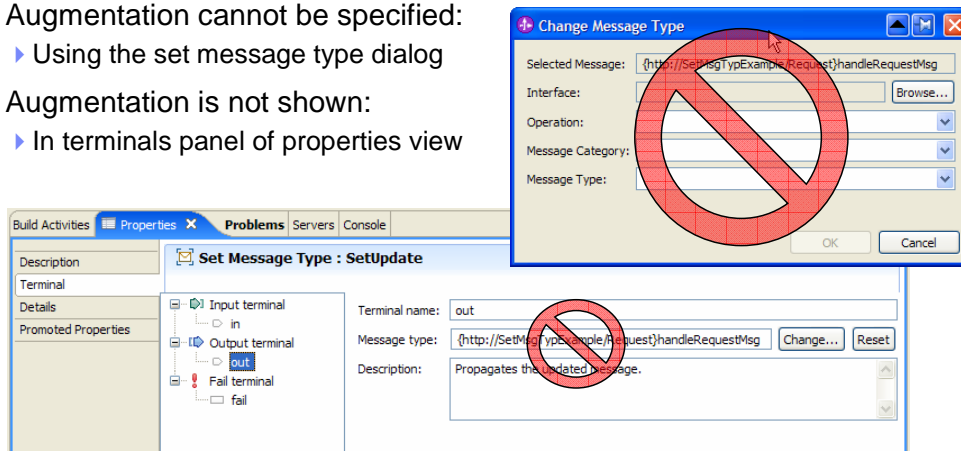 Augmentation cannot be specified:
Using the set message type dialog
Augmentation is not shown:
In terminals panel of properties view
Change Message Type
Selected Message: {http://SetMsgTypExample/Request}handleRequestMsg
Interface: Browse...
Operation:
Message Category:
Message Type:
OK Cancel
Build Activities Properties Problems Servers Console
Description
Terminal
Details
Promoted Properties
Set Message Type : SetUpdate
Input terminal
in
Output terminal
out
Fail terminal
fail
Terminal name: out
Message type: {http://SetMsgTypExample/Request}handleRequestMsg Change... Reset
Description: Propagates the updated message.